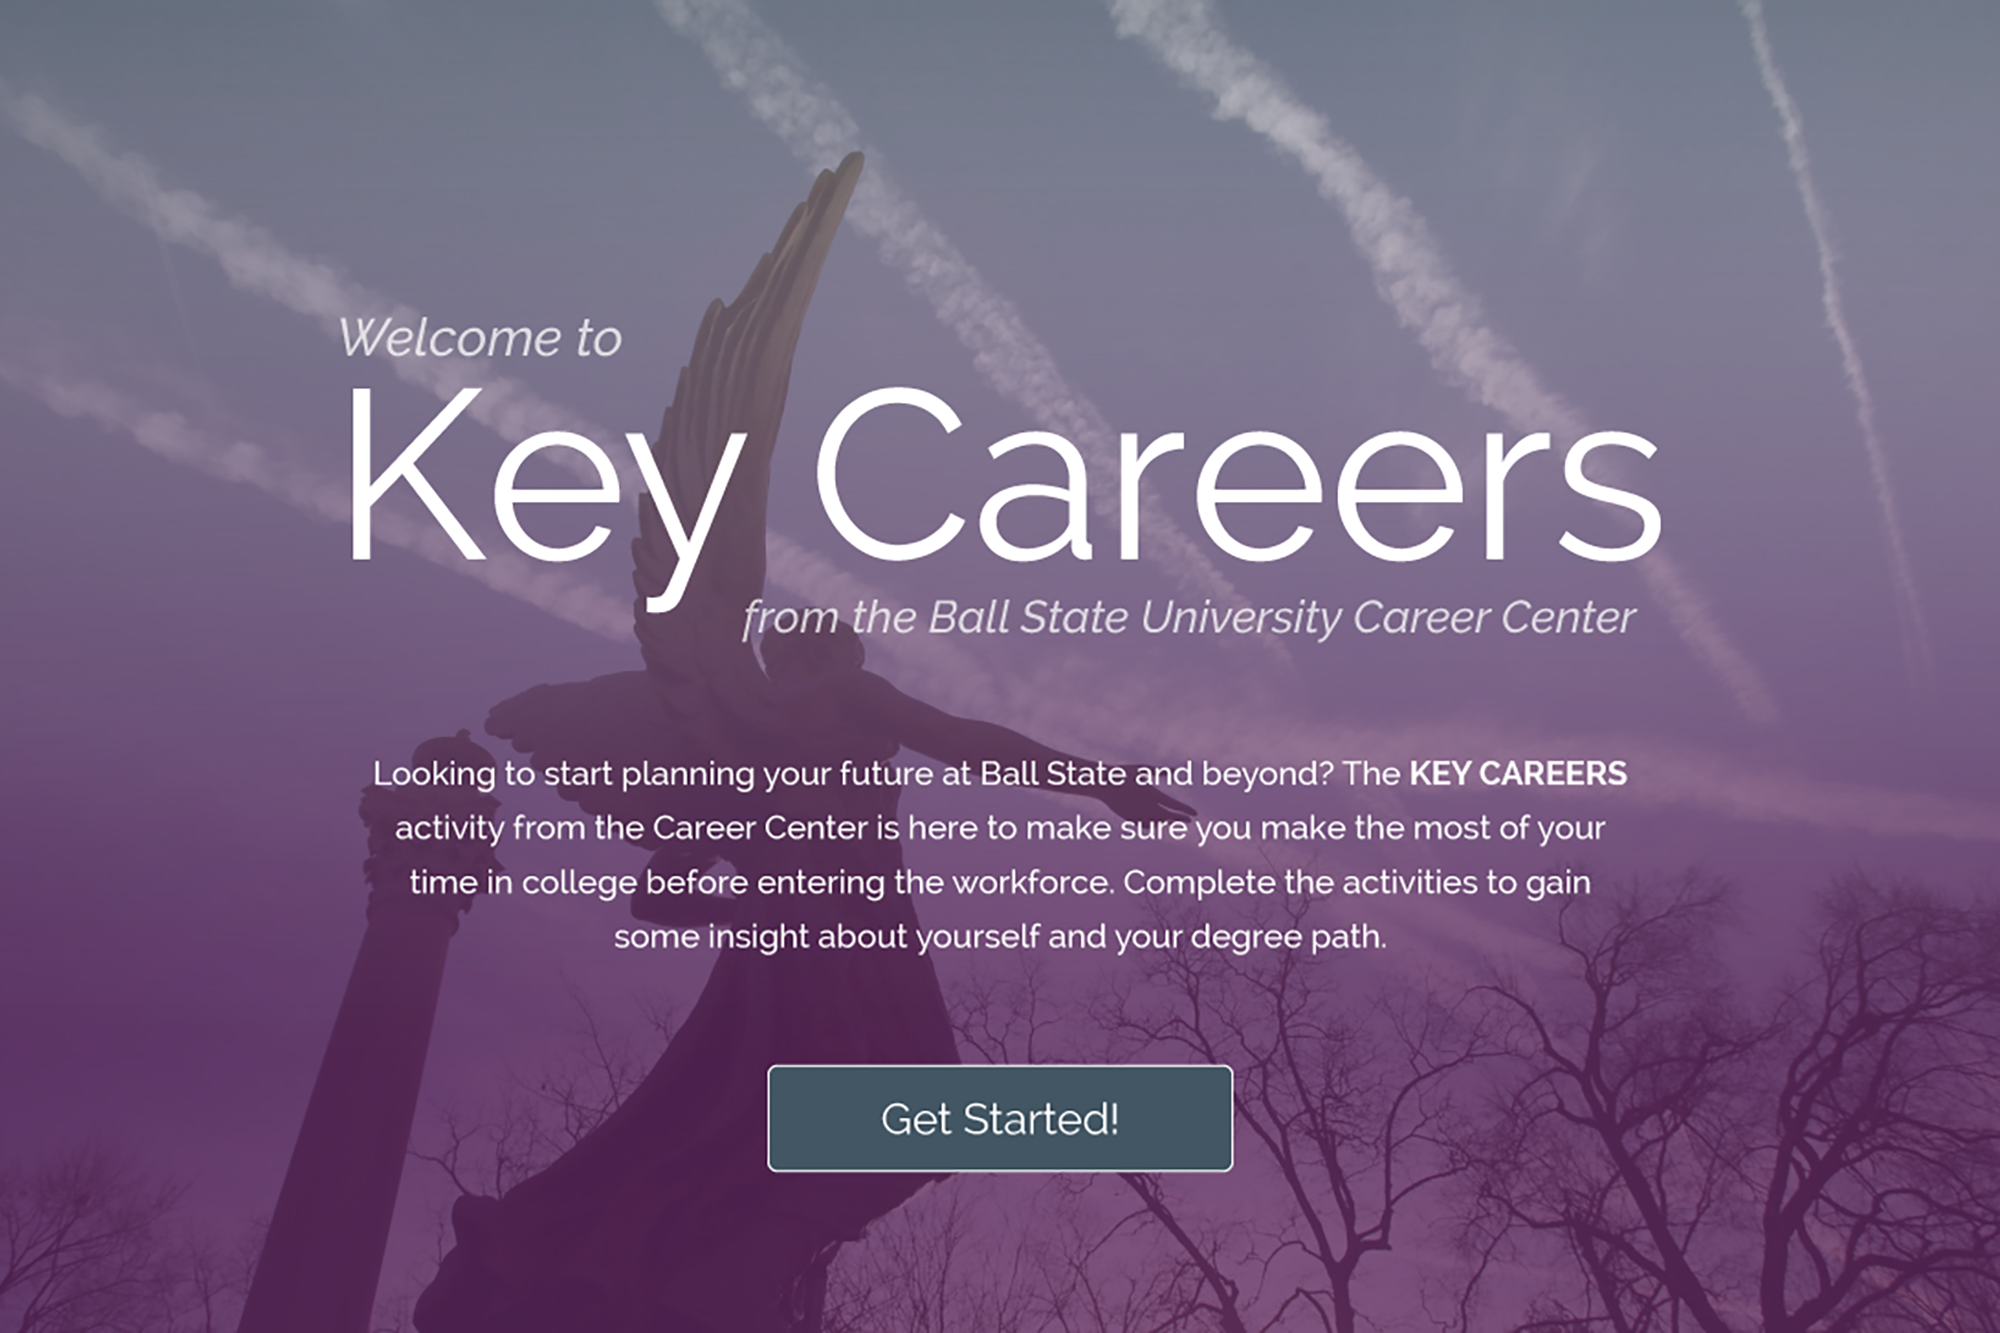 Welcome to
Key Careers
from the Ball State University Career Center
Looking to start planning your future at Ball State and beyond? The KEY CAREERS
activity from the Career Center is here to make sure you make the most of your
time in college before entering the workforce. Complete the activities to gain
some insight about yourself and your degree path.
Get Started!